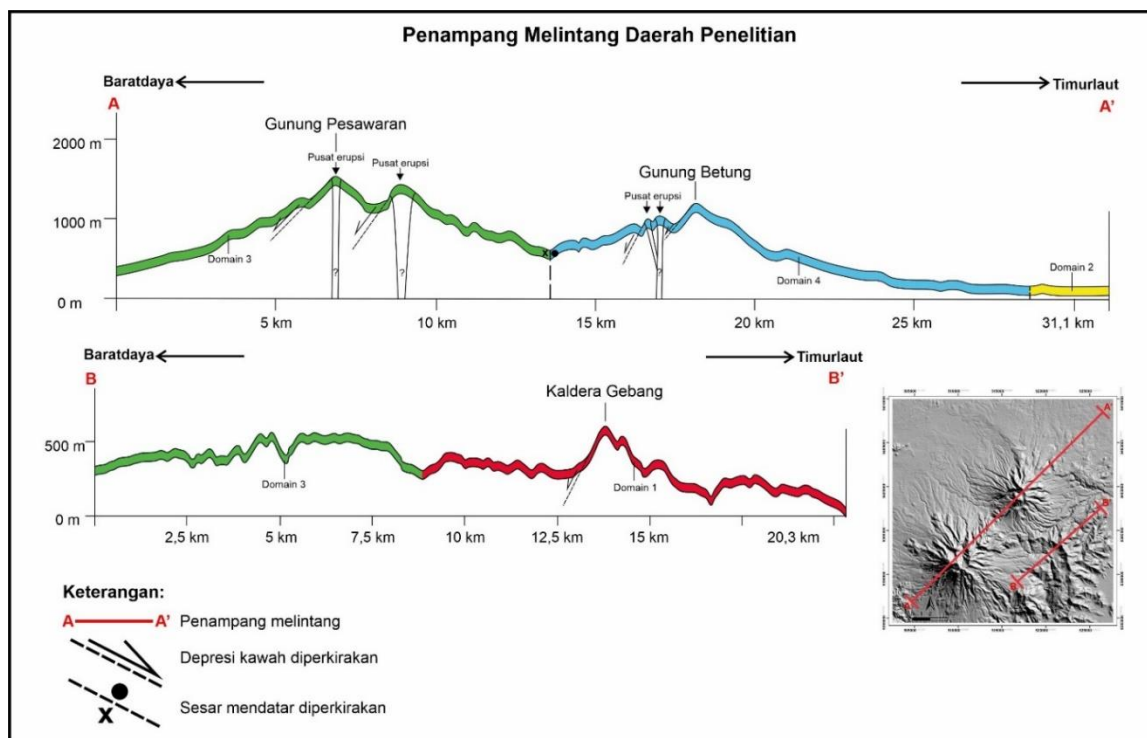 Penampang Melintang Daerah Penelitian
Baratdaya
Timurlaut
A
A'
Gunung Pesawaran
2000 m
Pusat erupsi
Pusat erupsi
Gunung Betung
Pusat erupsi
1000 m
Domain 3
X
?
?
?
Domain 4
Domain 2
0 m
5 km
10 km
15 km
20 km
25 km
31,1 km
Baratdaya
Timurlaut
B
B'
Kaldera Gebang
500 m
Domain 3
Domain 1
0 m
2,5 km
5 km
7,5 km
10 km
12,5 km
15 km
20,3 km
A'
B'
B
Keterangan:
A A' Penampang melintang
Depresi kawah diperkirakan
X Sesar mendatar diperkirakan